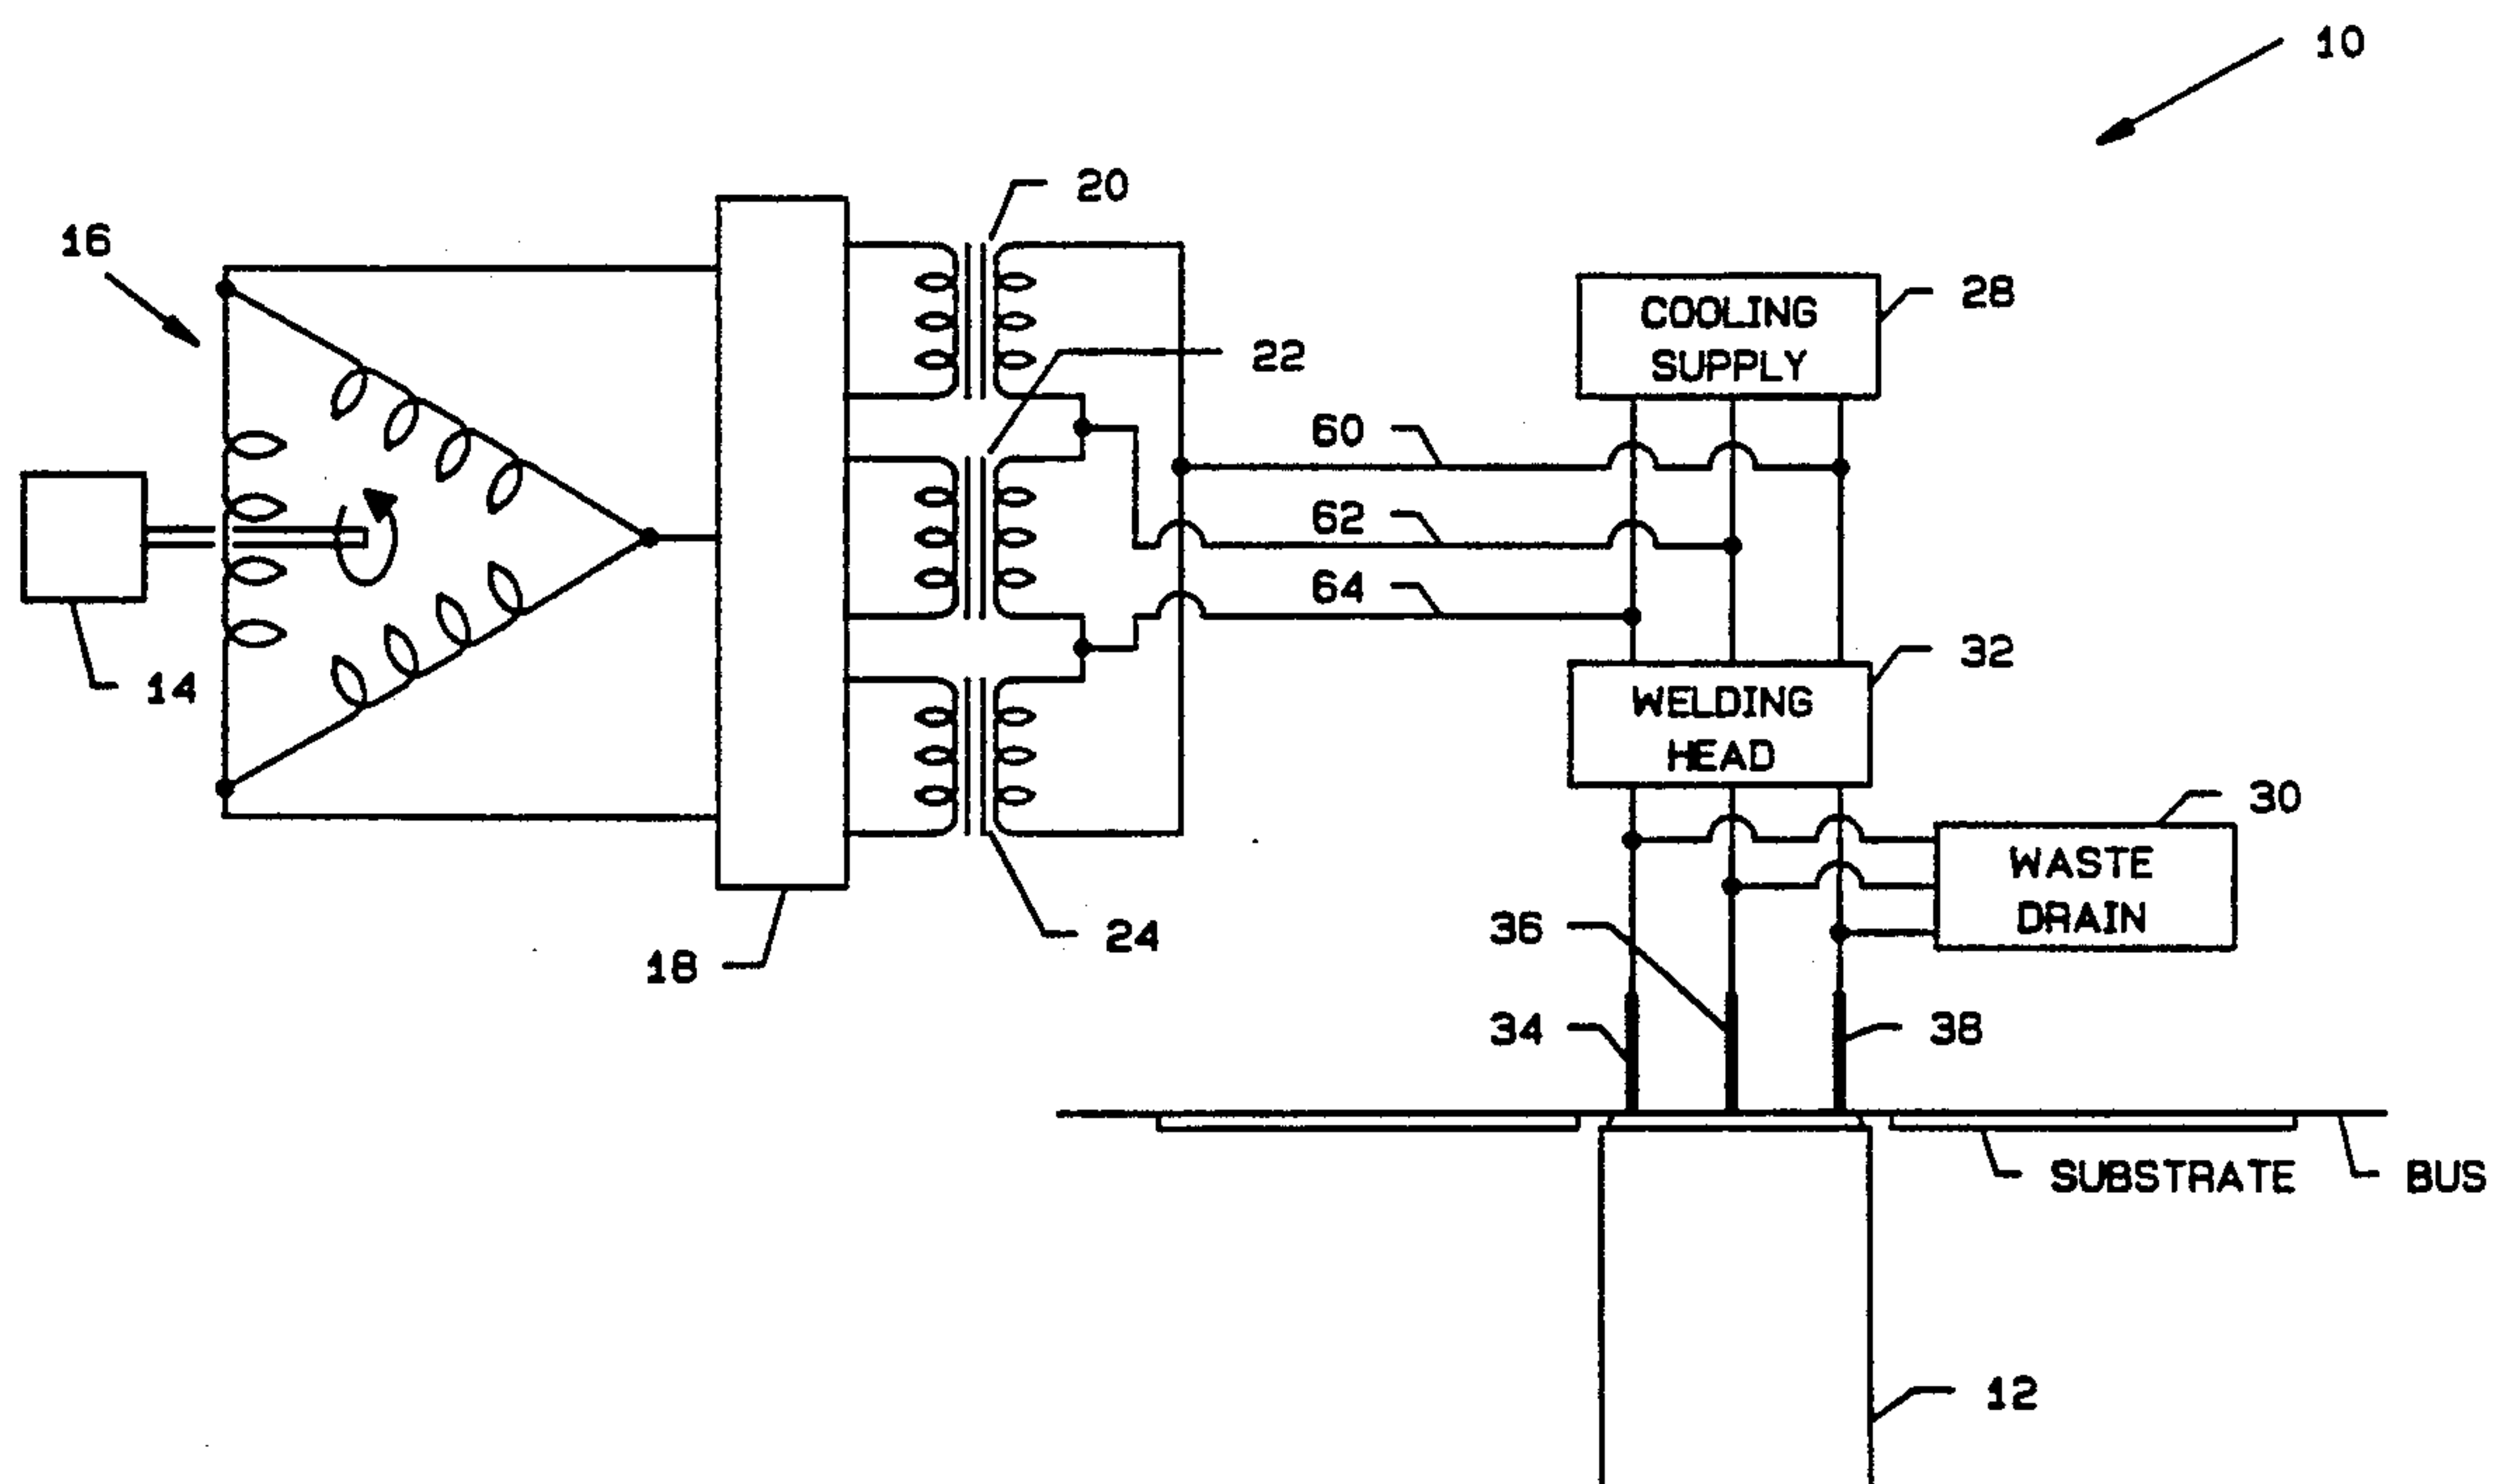 10
20
16
28
COOLING
SUPPLY
22
60
62
64
32
14
WELDING
HEAD
30
WASTE
DRAIN
24
36
18
34
38
SUBSTRATE
BUS
12